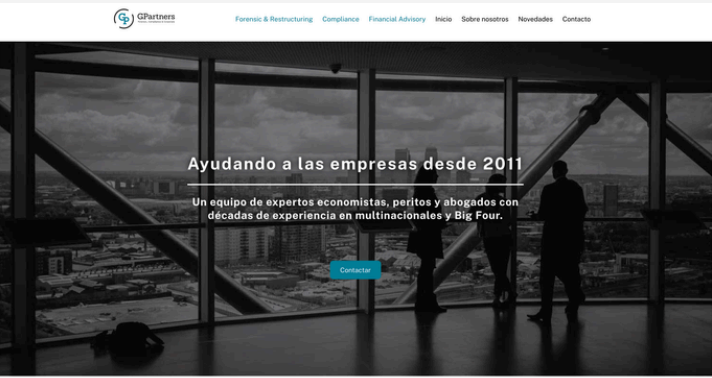 GP GPartners
Forensic & Restructuring Compliance Financial Advisory Inicio Sobre nosotros Novedades Contacto
Ayudando a las empresas desde 2011
Un equipo de expertos economistas, peritos y abogados con
décadas de experiencia en multinacionales y Big Four.
Contactar